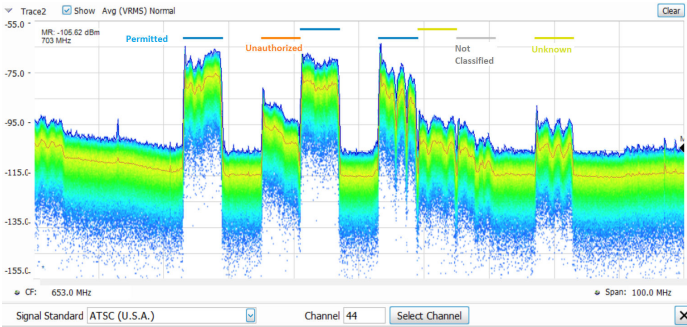 Trace2 Show Avg (VRMS) Normal Clear
-55.0
MR: -106.62 dBm
703 MHz
Permitted
Unauthorized
Not
Classified
Unknown
-75.0
-95.0
M
-115.0
-135.0
-155.0
CF: 653.0 MHz Span: 100.0 MHz
Signal Standard ATSC (U.S.A.) Channel 44 Select Channel X